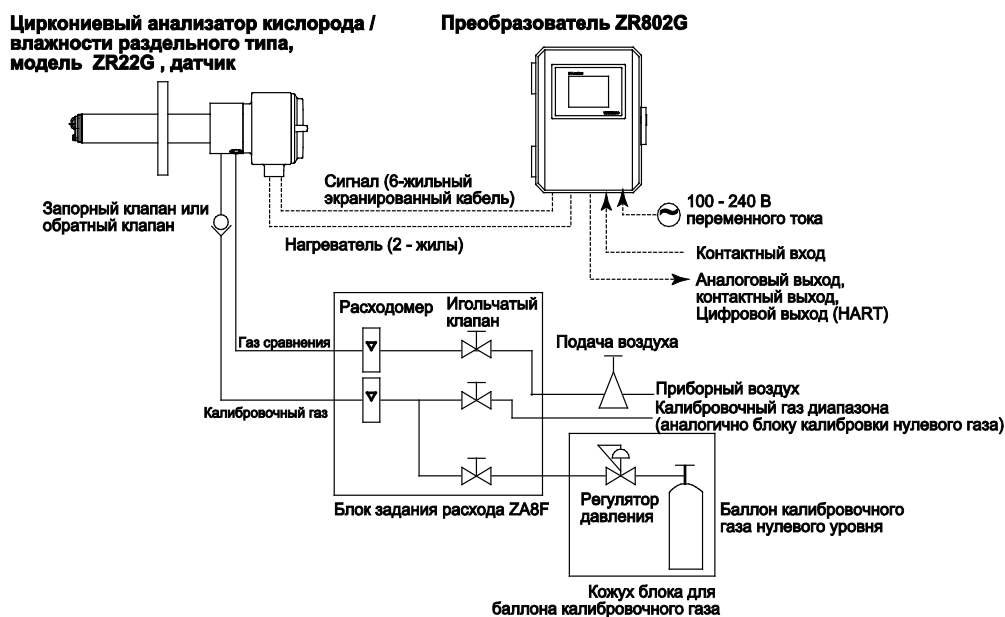 Циркониевый анализатор кислорода /
влажности раздельного типа,
модель ZR22G , датчик
Преобразователь ZR802G
Сигнал (6-жильный
экранированный кабель)
Запорный клапан или
обратный клапан
Нагреватель (2 - жилы)
100 - 240 В
переменного тока
Контактный вход
Аналоговый выход,
контактный выход,
Цифровой выход (HART)
Расходомер
Игольчатый
клапан
Газ сравнения
Подача воздуха
Приборный воздух
Калибровочный газ
Калибровочный газ диапазона
(аналогично блоку калибровки нулевого газа)
Блок задания расхода ZA8F
Регулятор
давления
Баллон калибровочного
газа нулевого уровня
Кожух блока для
баллона калибровочного газа